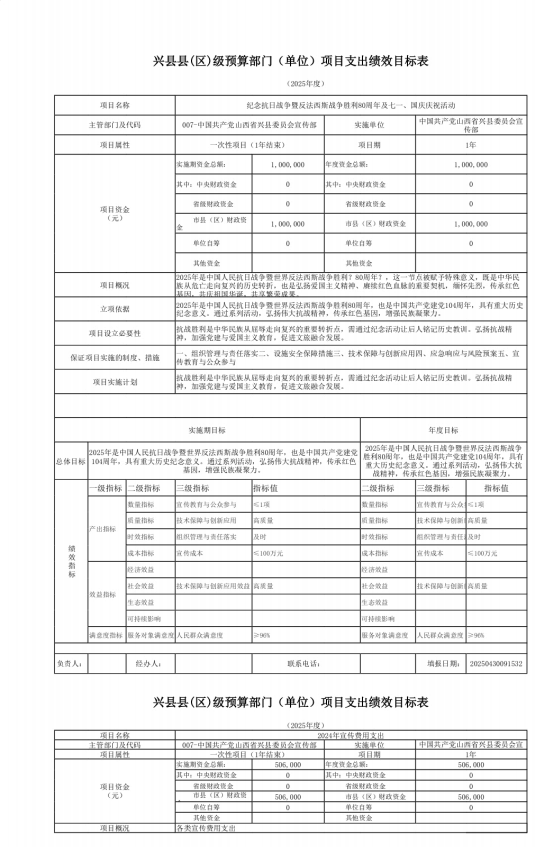 兴县县(区)级预算部门（单位）项目支出绩效目标表
（2025年度）
项目名称 纪念抗日战争暨反法西斯战争胜利80周年及七一、国庆庆祝活动
主管部门及代码 007-中国共产党山西省兴县委员会宣传部 实施单位 中国共产党山西省兴县委员会宣传部
项目属性 一次性项目（1年结束） 项目期 1年
项目资金（元）
实施期资金总额： 1,000,000 年度资金总额： 1,000,000
其中：中央财政资金 0 其中：中央财政资金 0
省级财政资金 0 省级财政资金 0
市县（区）财政资金 1,000,000 市县（区）财政资金 1,000,000
单位自筹 0 单位自筹 0
其他资金 其他资金
项目概况
2025年是中国人民抗日战争暨世界反法西斯战争胜利？80周年？，这一节点被赋予特殊意义，既是中华民
族从危亡走向复兴的历史转折，也是弘扬爱国主义精神、赓续红色血脉的重要契机，缅怀先烈，传承红色
基因，共庆祖国华诞，共享繁荣成果。
立项依据
2025年是中国人民抗日战争暨世界反法西斯战争胜利80周年，也是中国共产党建党104周年，具有重大历史
纪念意义。通过系列活动，弘扬伟大抗战精神，传承红色基因，增强民族凝聚力。
项目设立必要性
抗战胜利是中华民族从屈辱走向复兴的重要转折点，需通过纪念活动让后人铭记历史教训、弘扬抗战精
神，加强党建与爱国主义教育，促进文旅融合发展。
保证项目实施的制度、措施
一、组织管理与责任落实二、设施安全保障措施三、技术保障与创新应用四、应急响应与风险预案五、宣
传教育与公众参与
项目实施计划
抗战胜利是中华民族从屈辱走向复兴的重要转折点，需通过纪念活动让后人铭记历史教训、弘扬抗战精
神，加强党建与爱国主义教育，促进文旅融合发展。
实施期目标 年度目标
总体目标
2025年是中国人民抗日战争暨世界反法西斯战争胜利80周年，也是中国共产党建党
104周年，具有重大历史纪念意义。通过系列活动，弘扬伟大抗战精神，传承红色
基因，增强民族凝聚力。
2025年是中国人民抗日战争暨世界反法西斯战争
胜利80周年，也是中国共产党建党104周年，具有
重大历史纪念意义。通过系列活动，弘扬伟大抗
战精神，传承红色基因，增强民族凝聚力。
绩效指标
一级指标 二级指标 三级指标 指标值 二级指标 三级指标 指标值
产出指标
数量指标 宣传教育与公众参与 ≤1项 数量指标 宣传教育与公众 ≤1项
质量指标 技术保障与创新应用 高质量 质量指标 技术保障与创新 高质量
时效指标 组织管理与责任落实 及时 时效指标 组织管理与责任 及时
成本指标 宣传成本 ≤100万元 成本指标 宣传成本 ≤100万元
效益指标
经济效益 经济效益
社会效益 技术保障与创新应用效益 高质量 社会效益 技术保障与创新 高质量
生态效益 生态效益
可持续影响 可持续影响
满意度指标 服务对象满意度 人民群众满意度 ≥96% 服务对象满意度 人民群众满意度 ≥96%
负责人： 经办人： 联系电话： 填报日期： 20250430091532
兴县县(区)级预算部门（单位）项目支出绩效目标表
（2025年度）
项目名称 2024年宣传费用支出
主管部门及代码 007-中国共产党山西省兴县委员会宣传部 实施单位 中国共产党山西省兴县委员会宣
项目属性 一次性项目（1年结束） 项目期 1年
项目资金（元）
实施期资金总额： 506,000 年度资金总额： 506,000
其中：中央财政资金 0 其中：中央财政资金 0
省级财政资金 0 省级财政资金 0
市县（区）财政资 506,000 市县（区）财政资金 506,000
单位自筹 0 单位自筹 0
其他资金 其他资金
项目概况 各类宣传费用支出